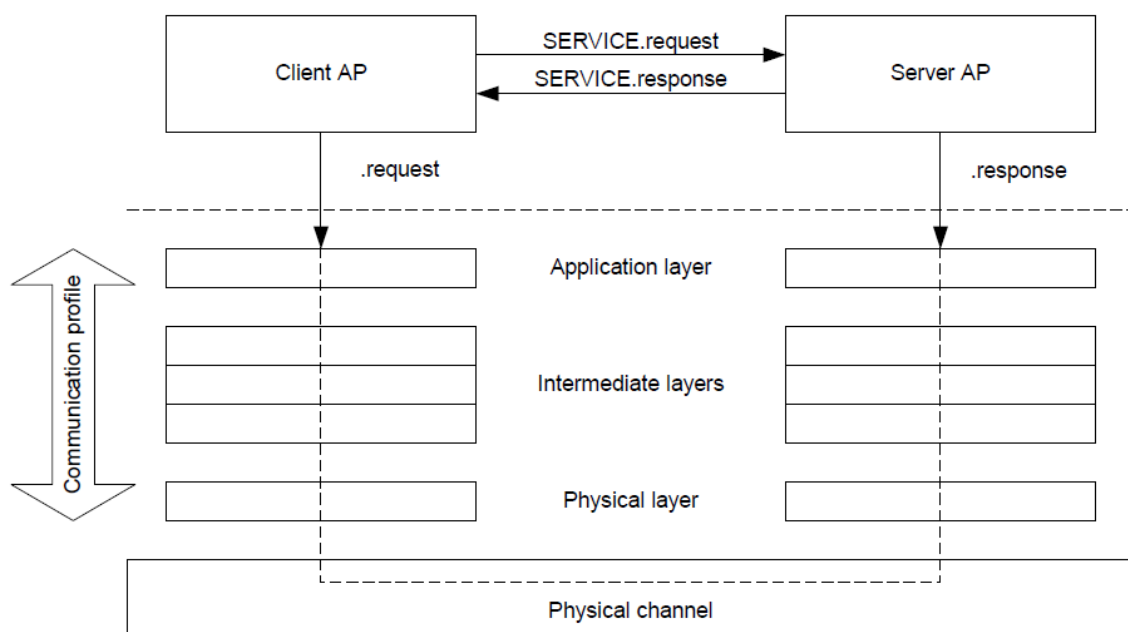 SERVICE.request
Client AP
Server AP
SERVICE.response
.request
.response
Application layer
Communication profile
Intermediate layers
Physical layer
Physical channel